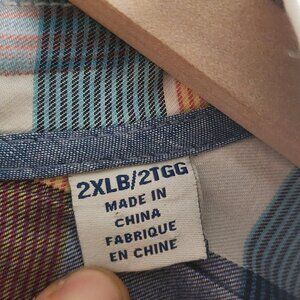 2XLB/2TGG
MADE IN
CHINA
FABRIQUE
EN CHINE